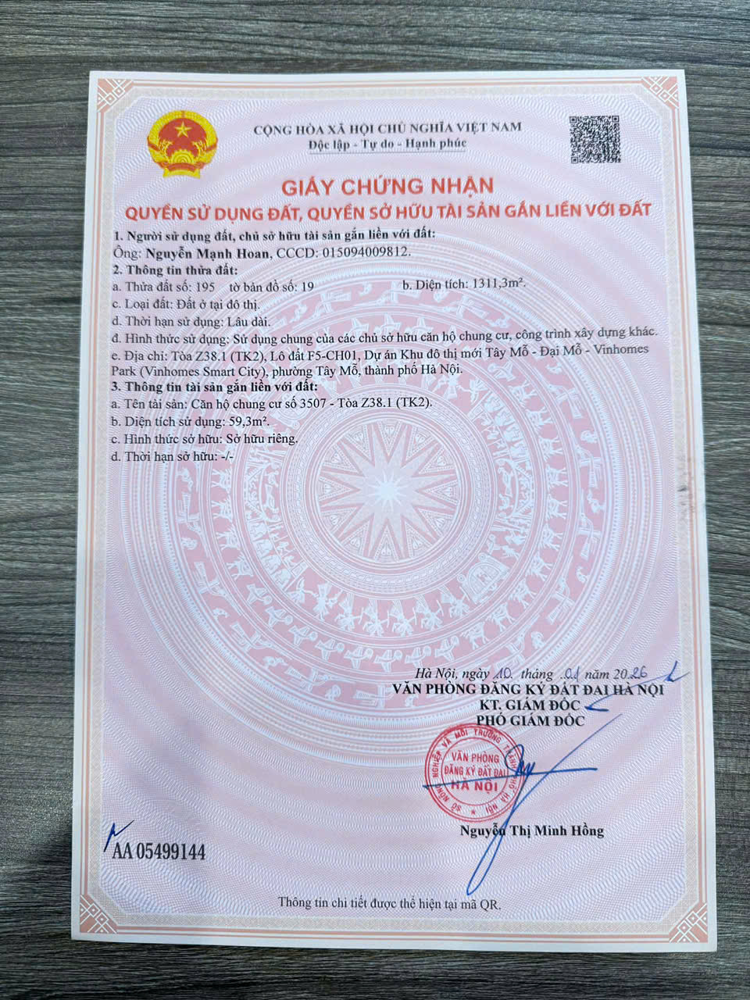 CỘNG HÒA XÃ HỘI CHỦ NGHĨA VIỆT NAM
Độc lập - Tự do - Hạnh phúc
GIẤY CHỨNG NHẬN
QUYỀN SỬ DỤNG ĐẤT, QUYỀN SỞ HỮU TÀI SẢN GẮN LIỀN VỚI ĐẤT
1. Người sử dụng đất, chủ sở hữu tài sản gắn liền với đất:
Ông: Nguyễn Mạnh Hoan, CCCD: 015094009812.
2. Thông tin thửa đất:
a. Thửa đất số: 195 tờ bản đồ số: 19 b. Diện tích: 1311,3m².
c. Loại đất: Đất ở tại đô thị.
d. Thời hạn sử dụng: Lâu dài.
đ. Hình thức sử dụng: Sử dụng chung của các chủ sở hữu căn hộ chung cư, công trình xây dựng khác.
e. Địa chỉ: Tòa Z38.1 (TK2), Lô đất F5-CH01, Dự án Khu đô thị mới Tây Mỗ - Đại Mỗ - Vinhomes
Park (Vinhomes Smart City), phường Tây Mỗ, thành phố Hà Nội.
3. Thông tin tài sản gắn liền với đất:
a. Tên tài sản: Căn hộ chung cư số 3507 - Tòa Z38.1 (TK2).
b. Diện tích sử dụng: 59,3m².
c. Hình thức sở hữu: Sở hữu riêng.
d. Thời hạn sở hữu: -/-
Hà Nội, ngày 10 tháng 01 năm 2026
VĂN PHÒNG ĐĂNG KÝ ĐẤT ĐAI HÀ NỘI
KT. GIÁM ĐỐC
PHÓ GIÁM ĐỐC
SỞ NÔNG NGHIỆP VÀ MÔI TRƯỜNG THÀNH PHỐ HÀ NỘI
VĂN PHÒNG
ĐĂNG KÝ ĐẤT ĐAI
HÀ NỘI
Nguyễn Thị Minh Hồng
AA 05499144
Thông tin chi tiết được thể hiện tại mã QR.